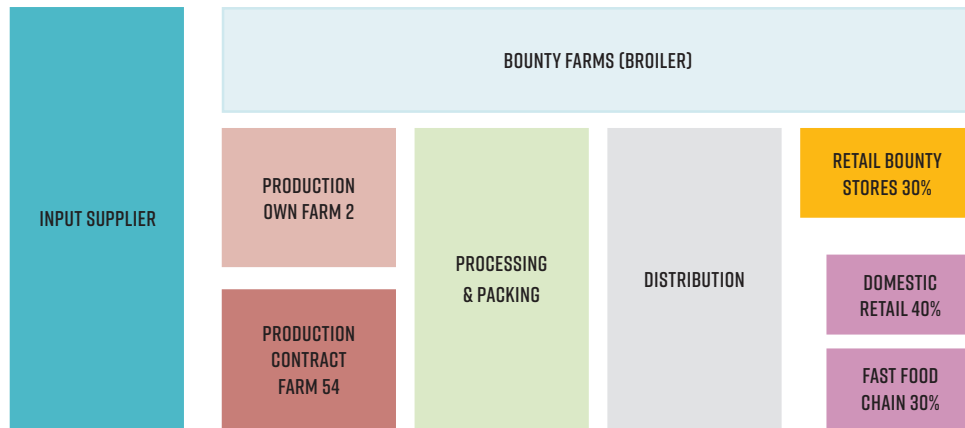 BOUNTY FARMS (BROILER)
INPUT SUPPLIER
PRODUCTION
OWN FARM 2
PRODUCTION
CONTRACT
FARM 54
PROCESSING
& PACKING
DISTRIBUTION
RETAIL BOUNTY
STORES 30%
DOMESTIC
RETAIL 40%
FAST FOOD
CHAIN 30%